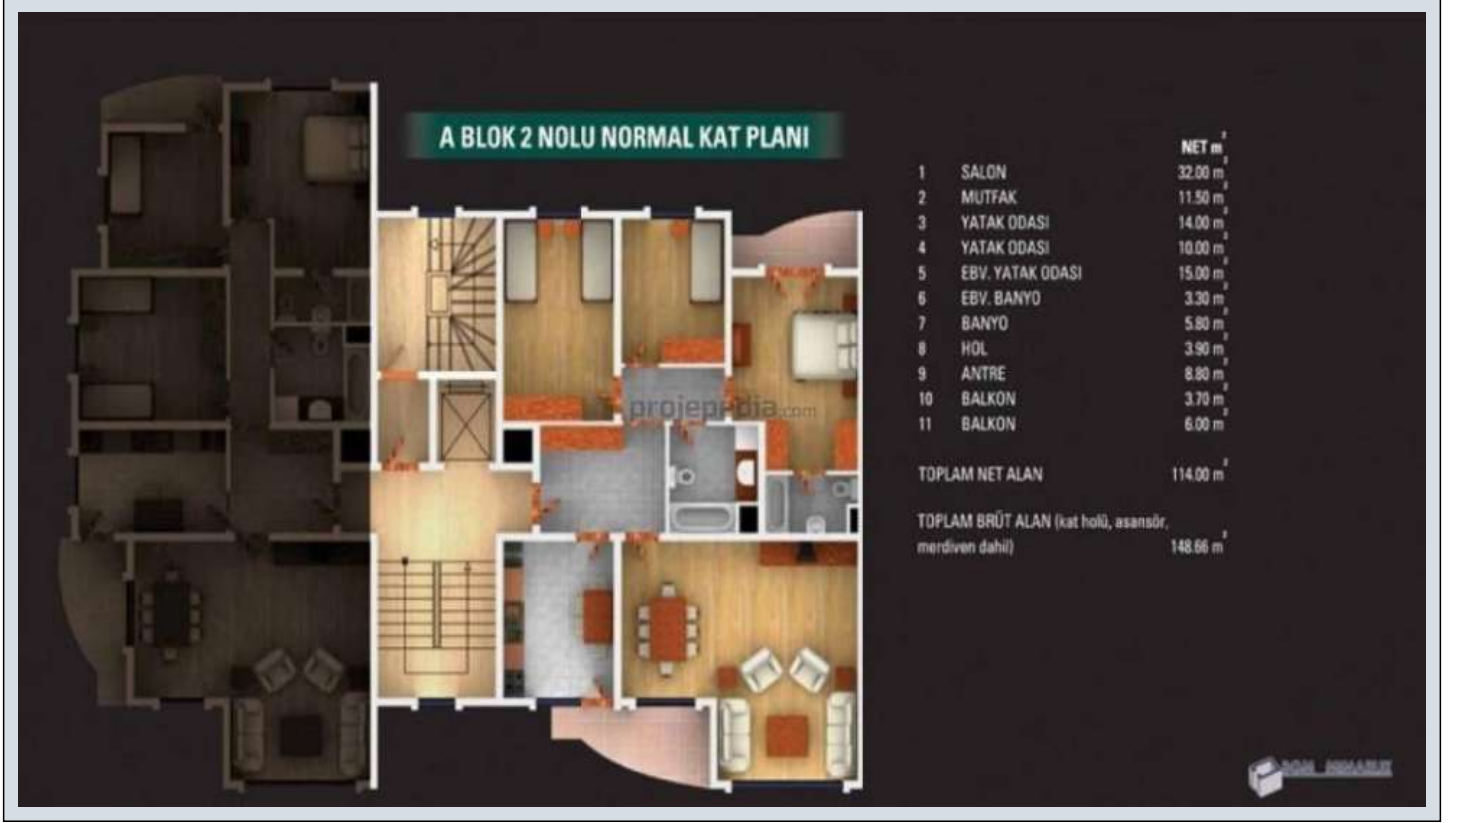 A BLOK 2 NOLU NORMAL KAT PLANI
NET m²
1 SALON 32.00 m²
2 MUTFAK 11.50 m²
3 YATAK ODASI 14.00 m²
4 YATAK ODASI 10.00 m²
5 EBV. YATAK ODASI 15.00 m²
6 EBV. BANYO 3.30 m²
7 BANYO 5.80 m²
8 HOL 3.90 m²
9 ANTRE 8.80 m²
10 BALKON 3.70 m²
11 BALKON 6.00 m²
TOPLAM NET ALAN 114.00 m²
TOPLAM BRÜT ALAN (kat holü, asansör,
merdiven dahil) 148.66 m²
projepedia.com